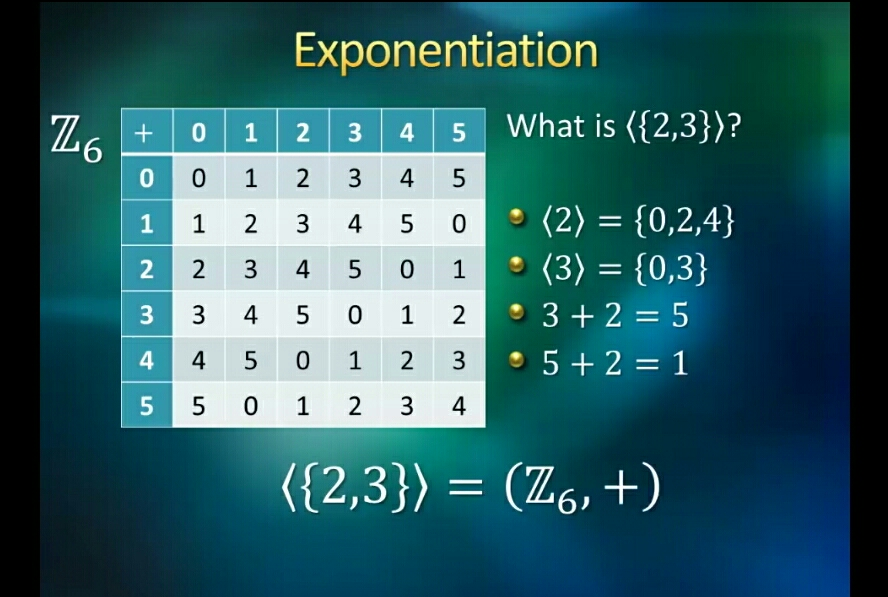 Exponentiation
ℤ₆
+ 0 1 2 3 4 5
0 0 1 2 3 4 5
1 1 2 3 4 5 0
2 2 3 4 5 0 1
3 3 4 5 0 1 2
4 4 5 0 1 2 3
5 5 0 1 2 3 4
What is ⟨{2,3}⟩?
⟨2⟩ = {0,2,4}
⟨3⟩ = {0,3}
3 + 2 = 5
5 + 2 = 1
⟨{2,3}⟩ = (ℤ₆, +)